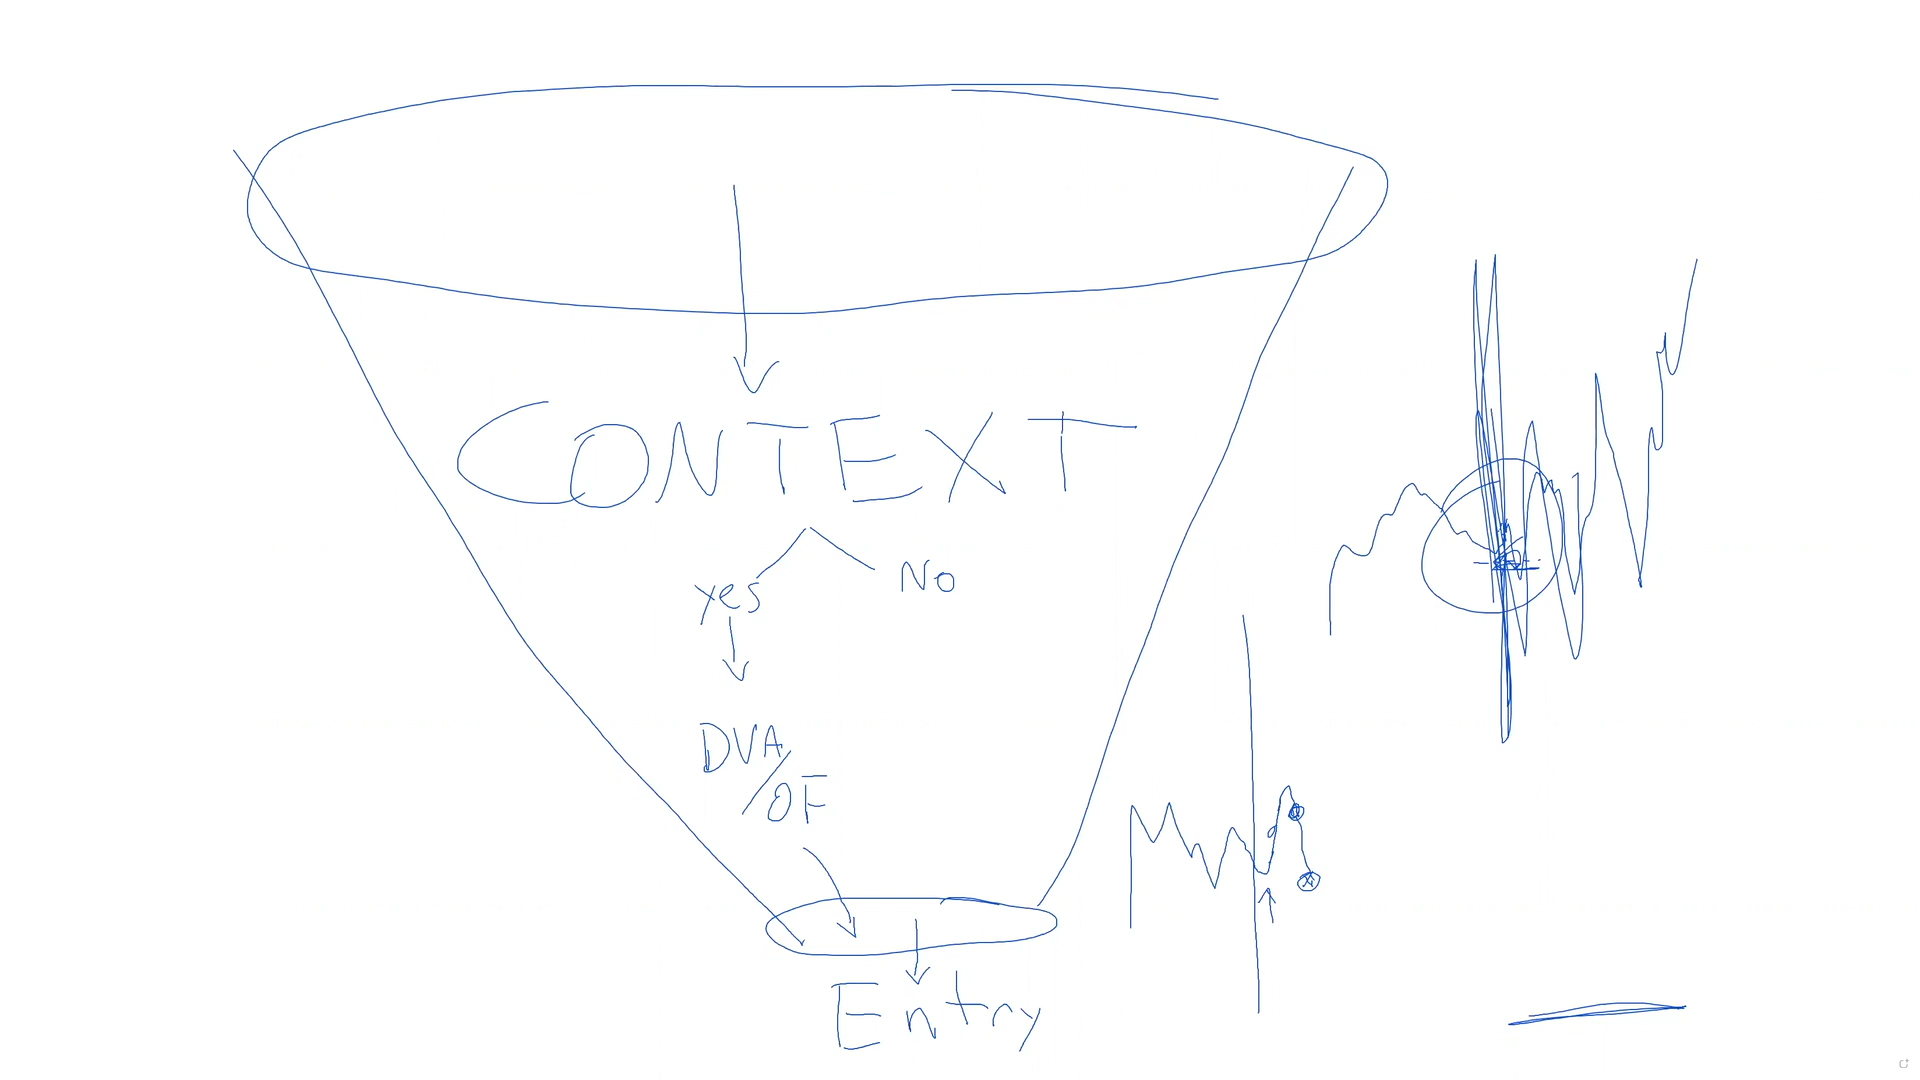 CONTEXT
yes
No
DVA/
OF
Entry